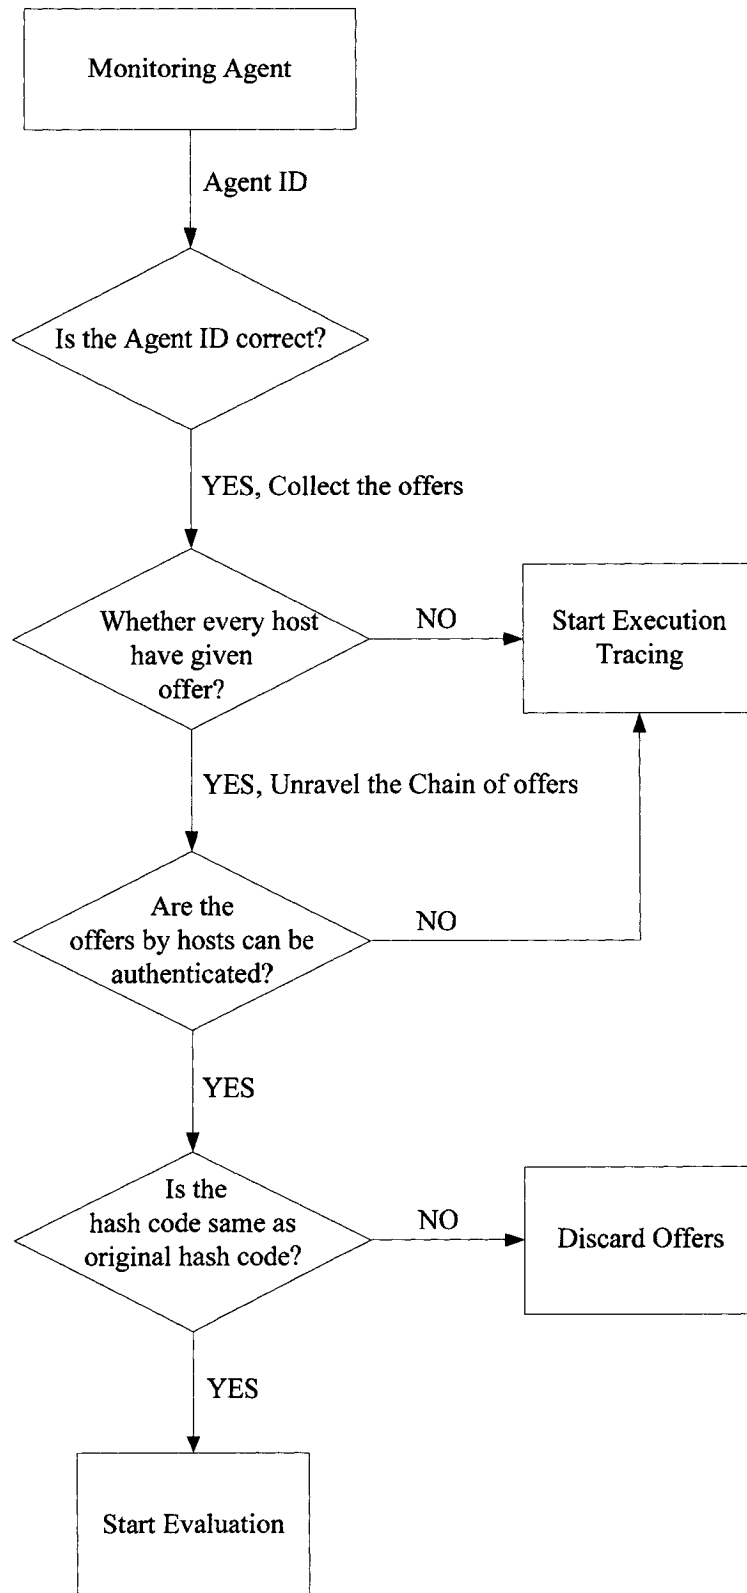 Monitoring Agent
Agent ID
Is the Agent ID correct?
YES, Collect the offers
Whether every host
have given
offer?
NO
Start Execution
Tracing
YES, Unravel the Chain of offers
Are the
offers by hosts can be
authenticated?
NO
YES
Is the
hash code same as
original hash code?
NO
Discard Offers
YES
Start Evaluation